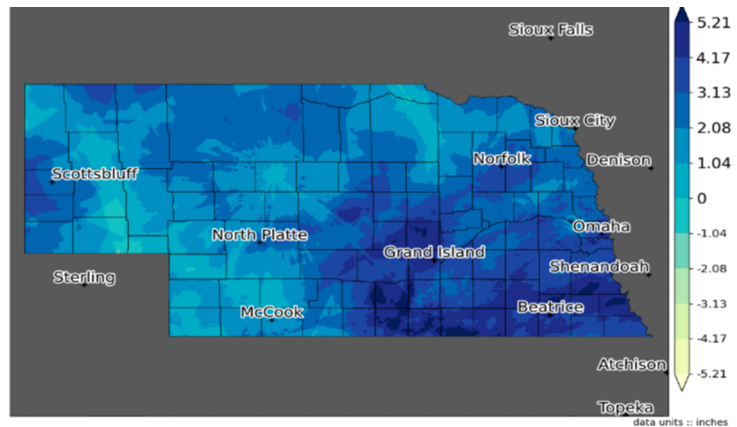 Sioux Falls
5.21
4.17
3.13
Sioux City
2.08
Norfolk
Denison
Scottsbluff
1.04
0
Omaha
North Platte
-1.04
Grand Island
Shenandoah
Sterling
-2.08
Beatrice
-3.13
McCook
-4.17
Atchison
-5.21
Topeka
data units :: inches